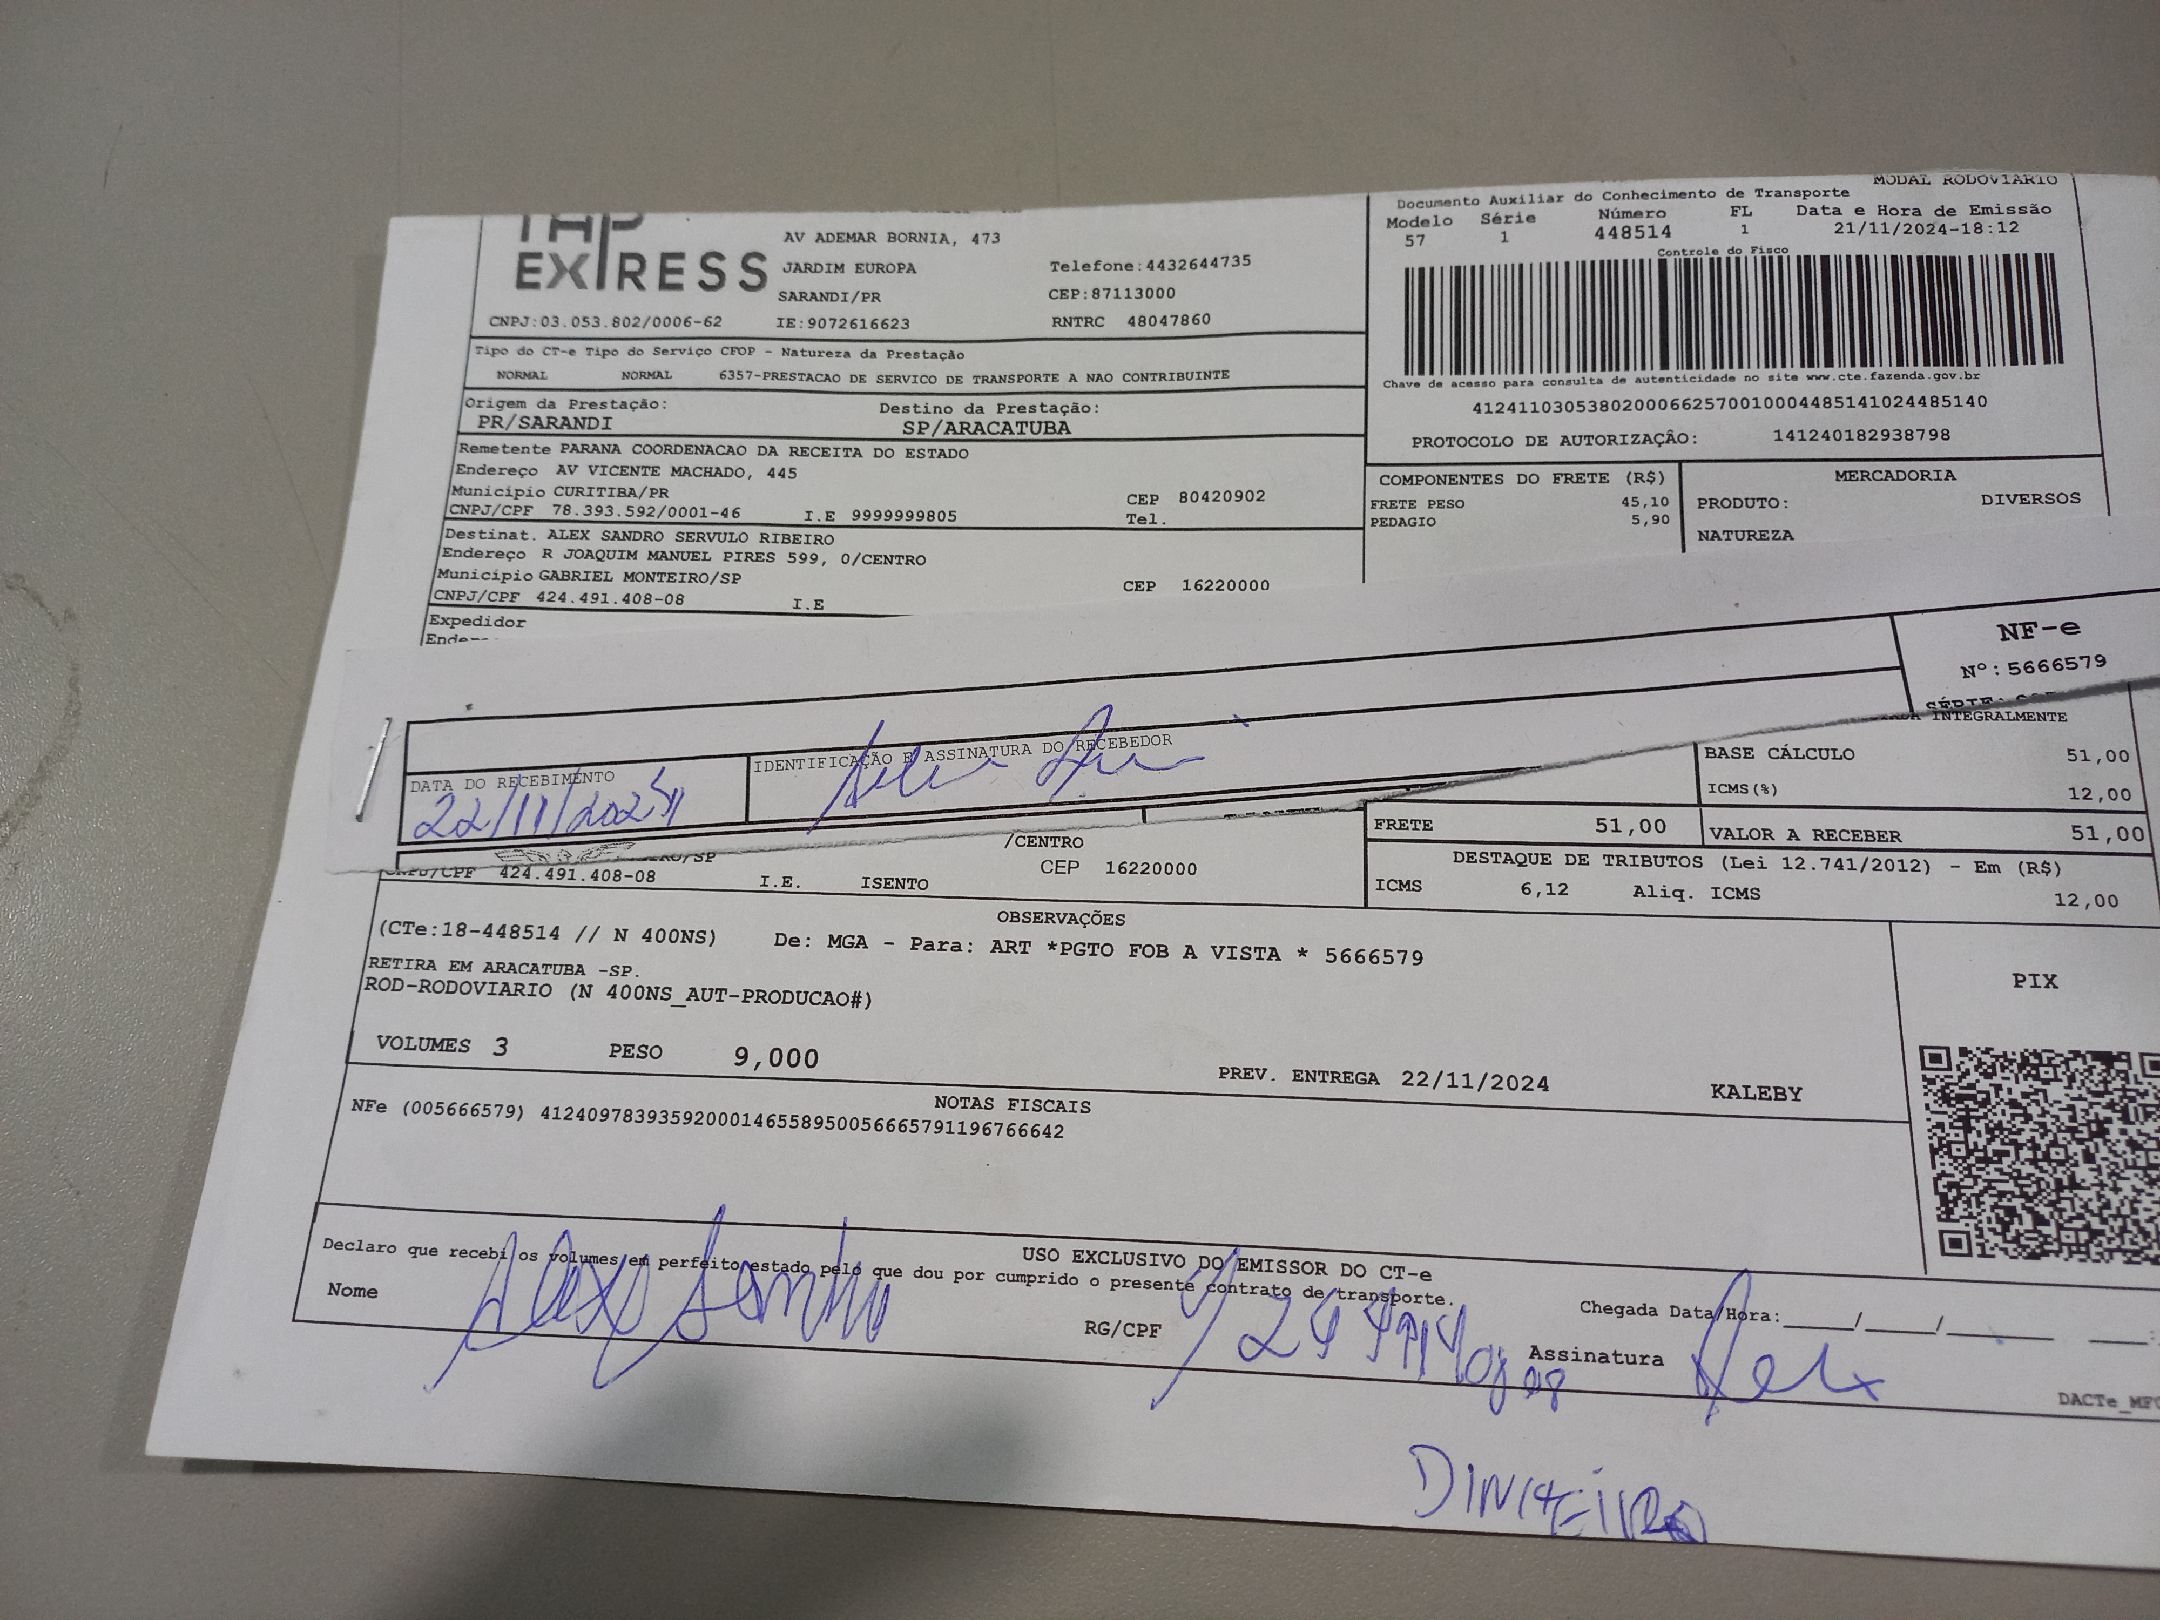 EXPRESS
AV ADEMAR BORNIA, 473
JARDIM EUROPA Telefone:4432644735
SARANDI/PR CEP:87113000
CNPJ:03.053.802/0006-62 IE:9072616623 RNTRC 48047860
MODAL RODOVIARIO
Documento Auxiliar do Conhecimento de Transporte
Modelo Série Número FL Data e Hora de Emissão
57 1 448514 1 21/11/2024-18:12
Controle do Fisco
Chave de acesso para consulta de autenticidade no site www.cte.fazenda.gov.br
41241103053802000662570010004485141024485140
PROTOCOLO DE AUTORIZAÇÂO: 141240182938798
Tipo do CT-e Tipo do Serviço CFOP - Natureza da Prestação
NORMAL NORMAL 6357-PRESTACAO DE SERVICO DE TRANSPORTE A NAO CONTRIBUINTE
Origem da Prestação: Destino da Prestação:
PR/SARANDI SP/ARACATUBA
Remetente PARANA COORDENACAO DA RECEITA DO ESTADO
Endereço AV VICENTE MACHADO, 445
Municipio CURITIBA/PR CEP 80420902
CNPJ/CPF 78.393.592/0001-46 I.E 9999999805 Tel.
Destinat. ALEX SANDRO SERVULO RIBEIRO
Endereço R JOAQUIM MANUEL PIRES 599, 0/CENTRO
Municipio GABRIEL MONTEIRO/SP CEP 16220000
CNPJ/CPF 424.491.408-08 I.E
Expedidor
COMPONENTES DO FRETE (R$) MERCADORIA
FRETE PESO 45,10 PRODUTO: DIVERSOS
PEDAGIO 5,90 NATUREZA
NF-e
Nº:5666579
SÉRIE:
DATA DO RECEBIMENTO IDENTIFICAÇÃO E ASSINATURA DO RECEBEDOR
22/11/2024
INTEGRALMENTE
BASE CÁLCULO 51,00
ICMS(%) 12,00
FRETE 51,00 VALOR A RECEBER 51,00
DESTAQUE DE TRIBUTOS (Lei 12.741/2012) - Em (R$)
ICMS 6,12 Aliq. ICMS 12,00
/CENTRO
/SP CEP 16220000
CNPJ/CPF 424.491.408-08 I.E. ISENTO
OBSERVAÇÕES
(CTe:18-448514 // N 400NS) De: MGA - Para: ART *PGTO FOB A VISTA * 5666579
RETIRA EM ARACATUBA -SP.
ROD-RODOVIARIO (N 400NS_AUT-PRODUCAO#)
PIX
VOLUMES 3 PESO 9,000 PREV. ENTREGA 22/11/2024 KALEBY
NOTAS FISCAIS
NFe (005666579) 41240978393592000146558950056665791196766642
USO EXCLUSIVO DO EMISSOR DO CT-e
Declaro que recebi os volumes em perfeito estado pelo que dou por cumprido o presente contrato de transporte.
Nome RG/CPF Chegada Data/Hora:_____/_____/_______ ____:
Assinatura Alex
DACTe_MF
DINHEIRO